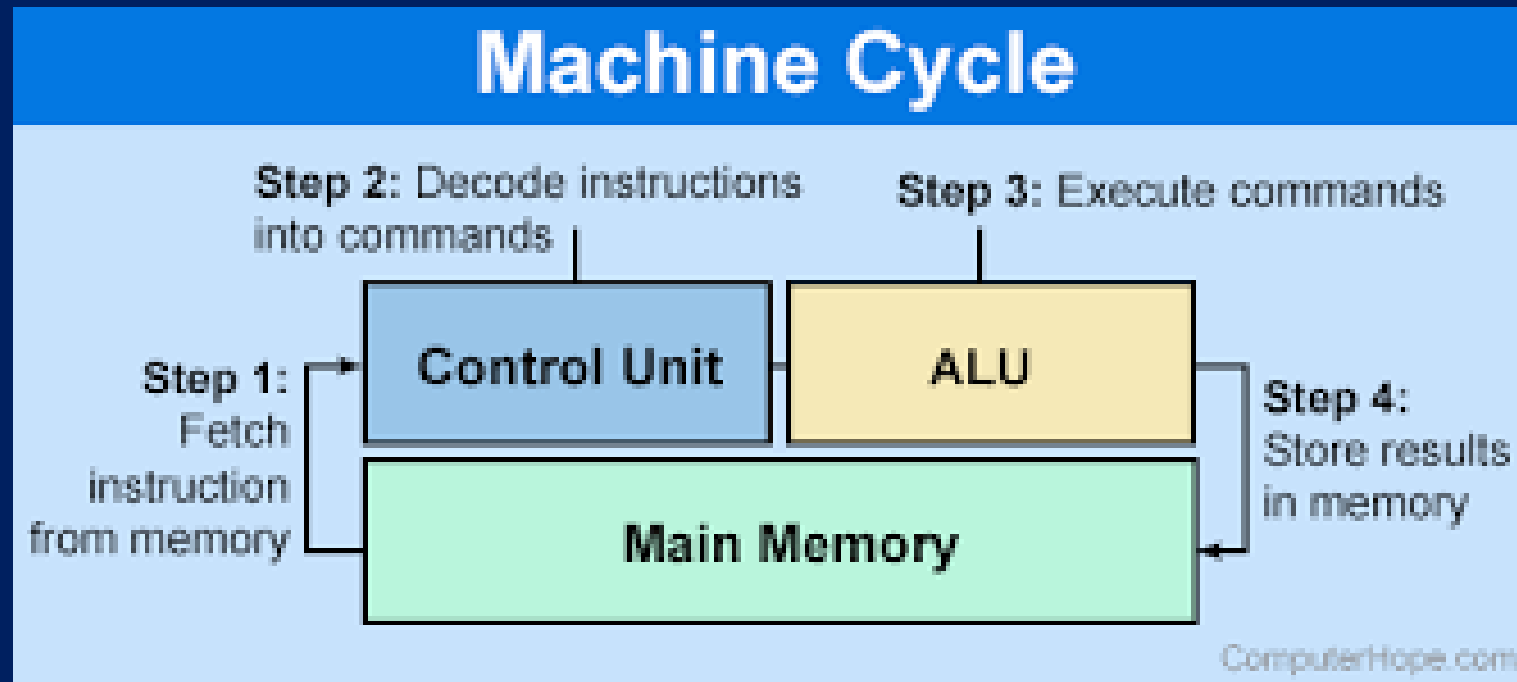 Machine Cycle
Step 2: Decode instructions
into commands
Step 3: Execute commands
Control Unit
ALU
Step 1:
Fetch
instruction
from memory
Step 4:
Store results
in memory
Main Memory
ComputerHope.com